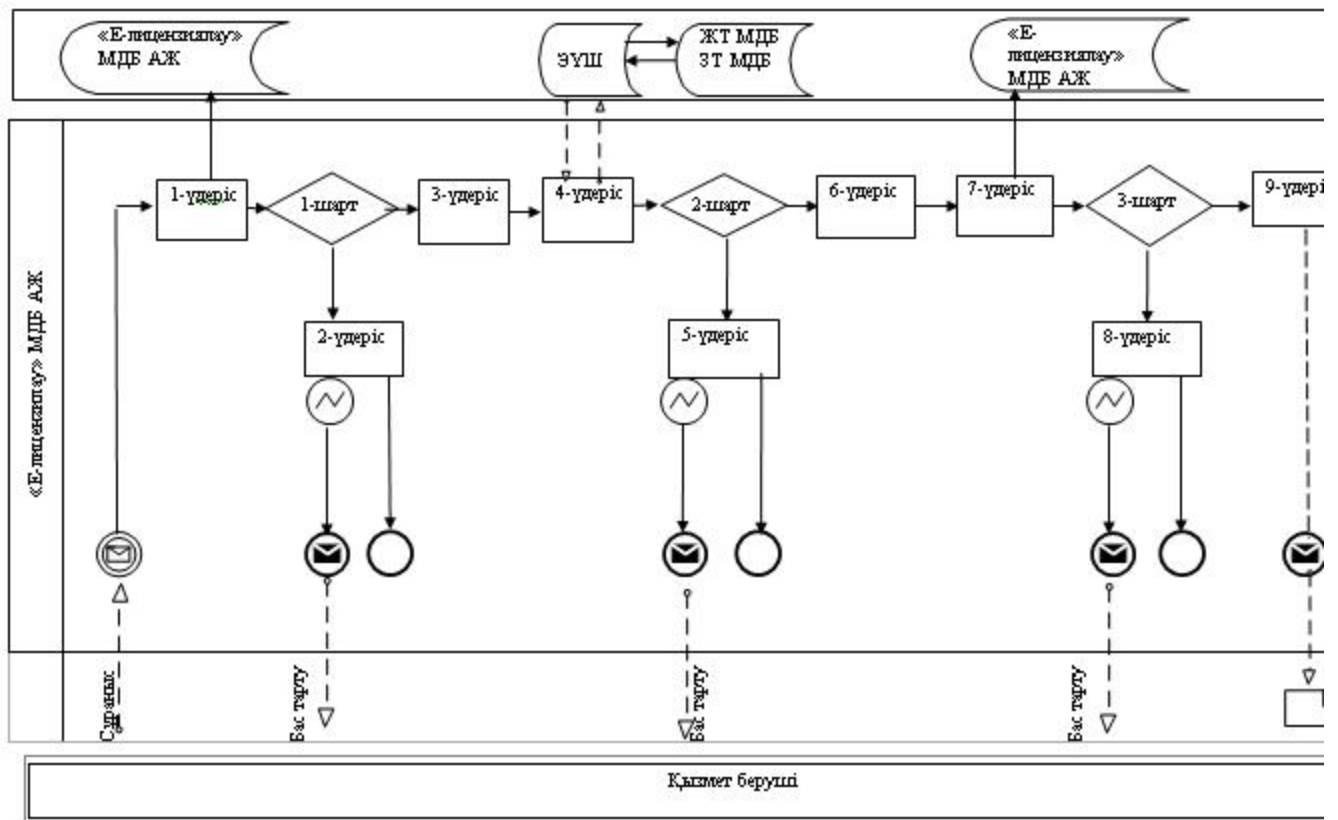 «Е-лицензиялау»
МДБ АЖ
ЭҮШ
ЖТ МДБ
ЗТ МДБ
«Е-
лицензиялау»
МДБ АЖ
«Е-лицензиялау» МДБ АЖ
1-үдеріс
1-шарт
3-үдеріс
4-үдеріс
2-шарт
6-үдеріс
7-үдеріс
3-шарт
9-үдеріс
2-үдеріс
5-үдеріс
8-үдеріс
Бас тарту
Бас тарту
Бас тарту
Қызмет беруші